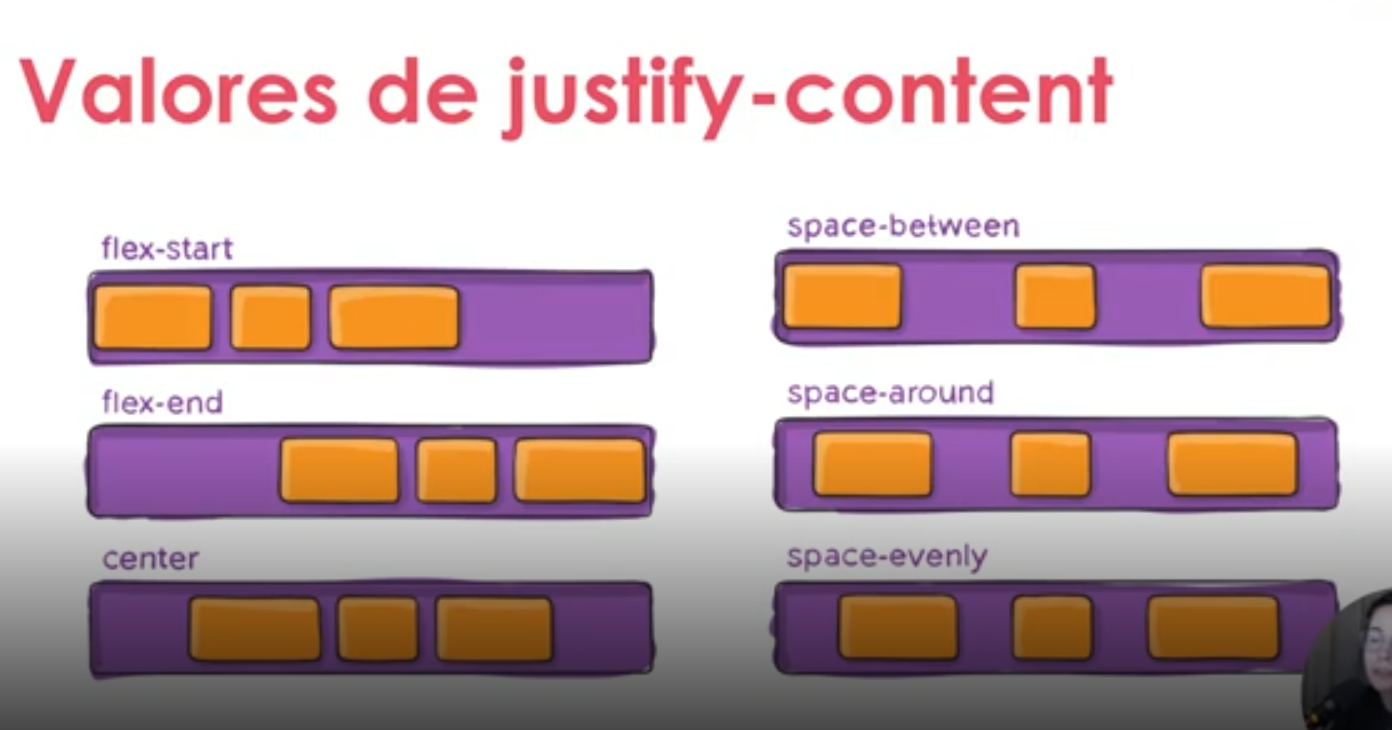 Valores de justify-content
flex-start
flex-end
center
space-between
space-around
space-evenly